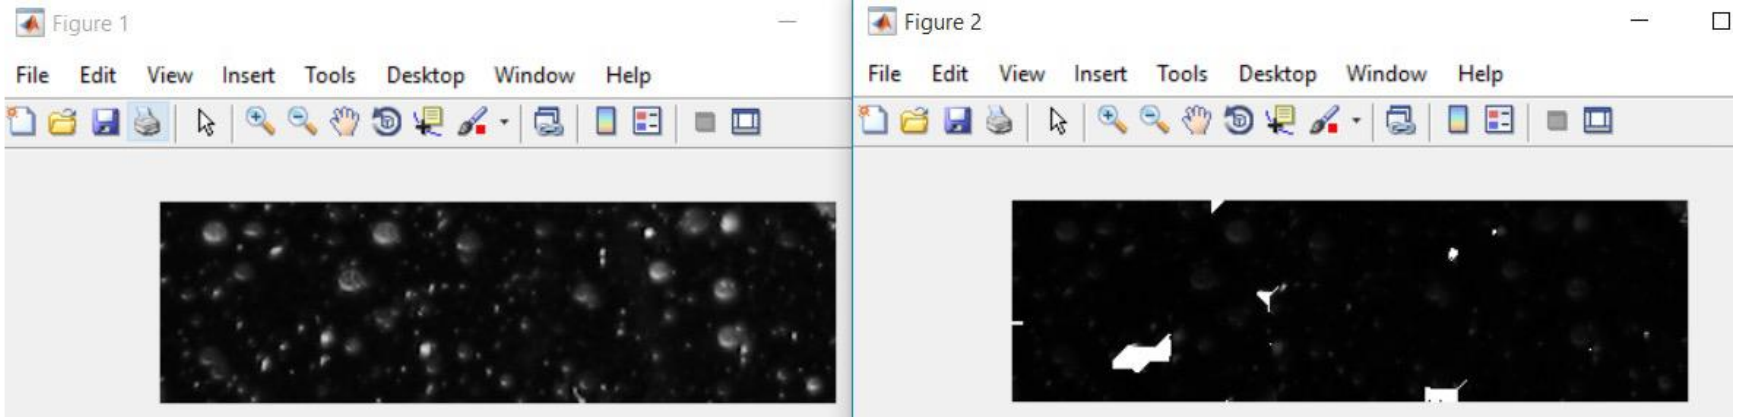 Figure 1
File Edit View Insert Tools Desktop Window Help
Figure 2
File Edit View Insert Tools Desktop Window Help